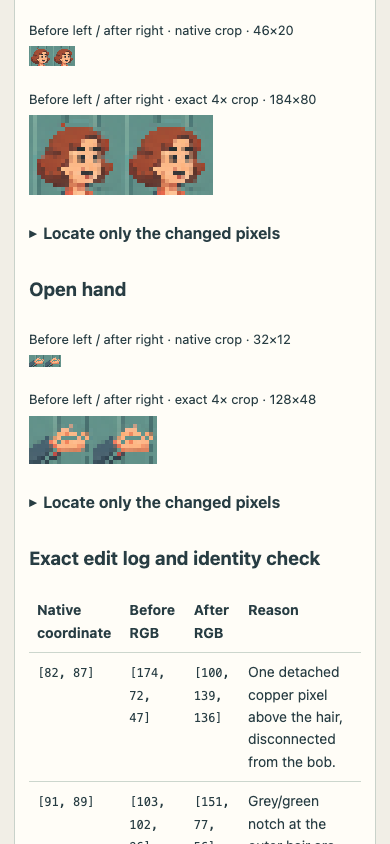 Before left / after right · native crop · 46×20
Before left / after right · exact 4× crop · 184×80
▸ Locate only the changed pixels
Open hand
Before left / after right · native crop · 32×12
Before left / after right · exact 4× crop · 128×48
▸ Locate only the changed pixels
Exact edit log and identity check
Native coordinate
Before RGB
After RGB
Reason
[82, 87]
[174, 72, 47]
[100, 139, 136]
One detached
copper pixel
above the hair,
disconnected
from the bob.
[91, 89]
[103, 102,
[151, 77,
Grey/green
notch at the